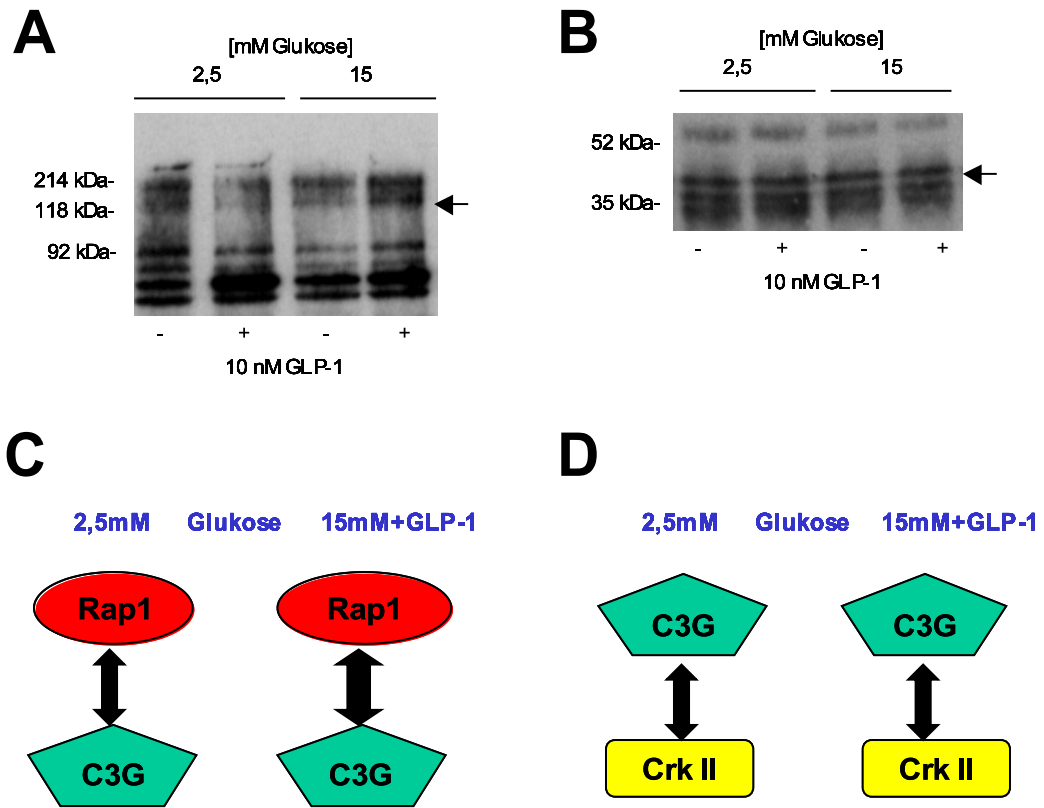 A
[mM Glukose]
2,5 15
214 kDa-
118 kDa-
92 kDa-
- + - +
10 nM GLP-1
B
[mM Glukose]
2,5 15
52 kDa-
35 kDa-
- + - +
10 nM GLP-1
C
2,5mM Glukose 15mM+GLP-1
Rap1 Rap1
C3G C3G
D
2,5mM Glukose 15mM+GLP-1
C3G C3G
Crk II Crk II